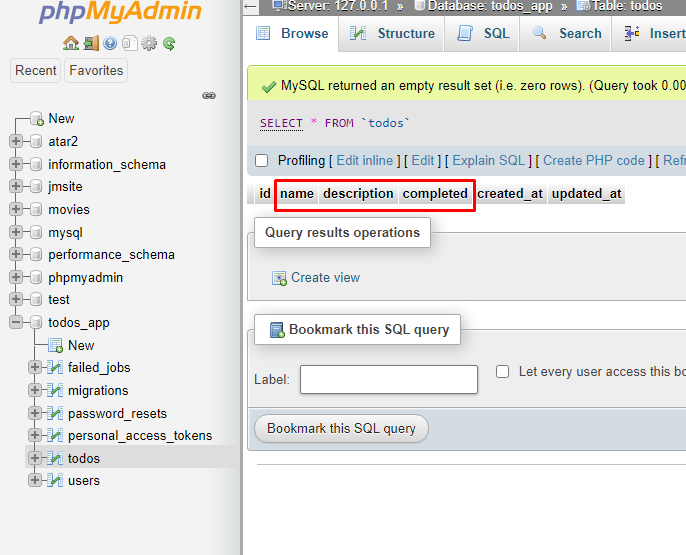 phpMyAdmin
Recent Favorites
New
atar2
information_schema
jmsite
movies
mysql
performance_schema
phpmyadmin
test
todos_app
New
failed_jobs
migrations
password_resets
personal_access_tokens
todos
users
Server: 127.0.0.1 » Database: todos_app » Table: todos
Browse Structure SQL Search Insert
MySQL returned an empty result set (i.e. zero rows). (Query took 0.00
SELECT * FROM `todos`
Profiling [ Edit inline ] [ Edit ] [ Explain SQL ] [ Create PHP code ] [ Refr
id name description completed created_at updated_at
Query results operations
Create view
Bookmark this SQL query
Label: Let every user access this bo
Bookmark this SQL query